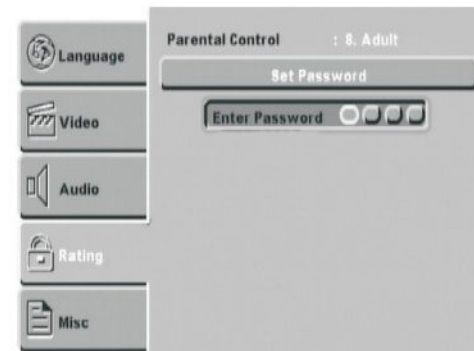 Language
Video
Audio
Rating
Misc
Parental Control : 8. Adult
Set Password
Enter Password